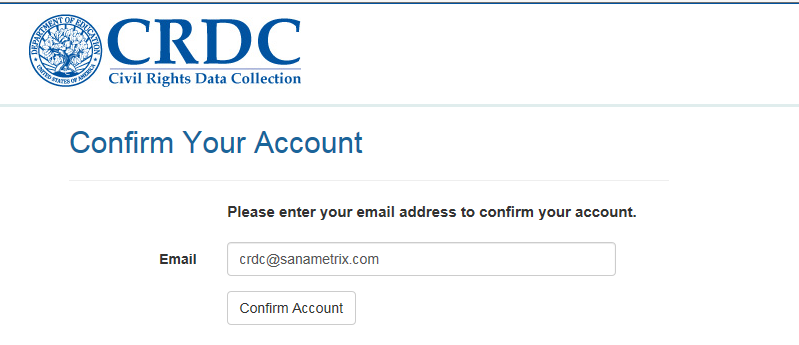 DEPARTMENT OF EDUCATION
UNITED STATES OF AMERICA
CRDC
Civil Rights Data Collection
Confirm Your Account
Please enter your email address to confirm your account.
Email crdc@sanametrix.com
Confirm Account